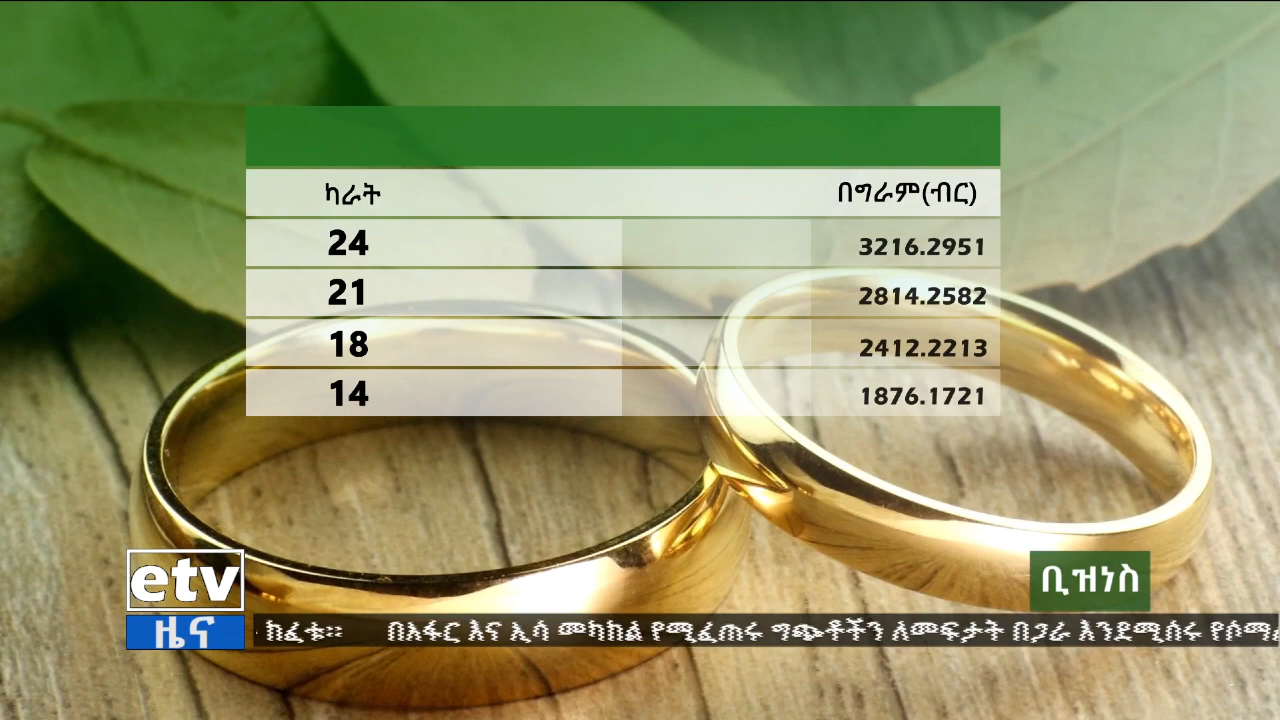 ካራት በግራም(ብር)
24 3216.2951
21 2814.2582
18 2412.2213
14 1876.1721
etv
ቢዝነስ
ዜና
ከፈቱ። በአፋር እና ኢሳ መካከል የሚፈጠሩ ግጭቶችን ለመፍታት በጋራ እንደሚሰሩ የሶማ